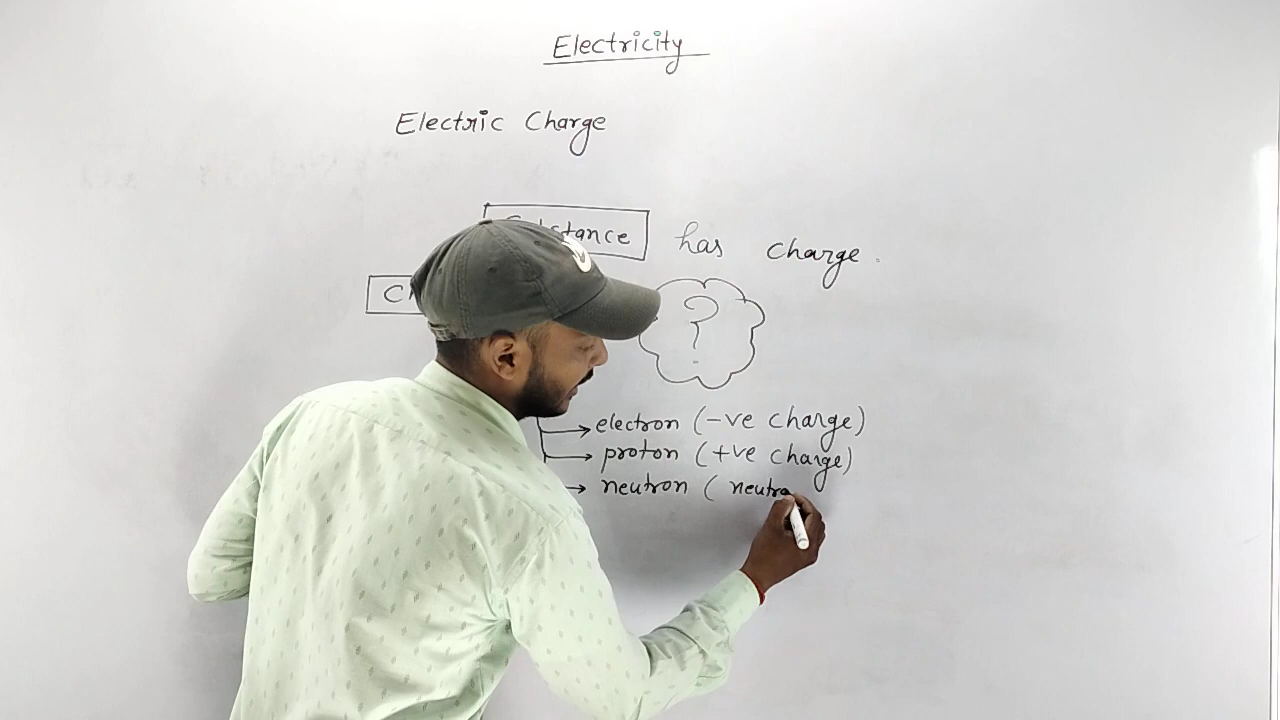 Electricity
Electric Charge
Substance has charge.
?
electron (-ve charge)
proton (+ve charge)
neutron ( neutra